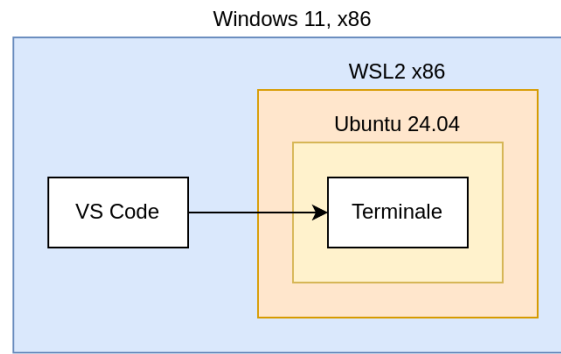 Windows 11, x86
WSL2 x86
Ubuntu 24.04
VS Code
Terminale